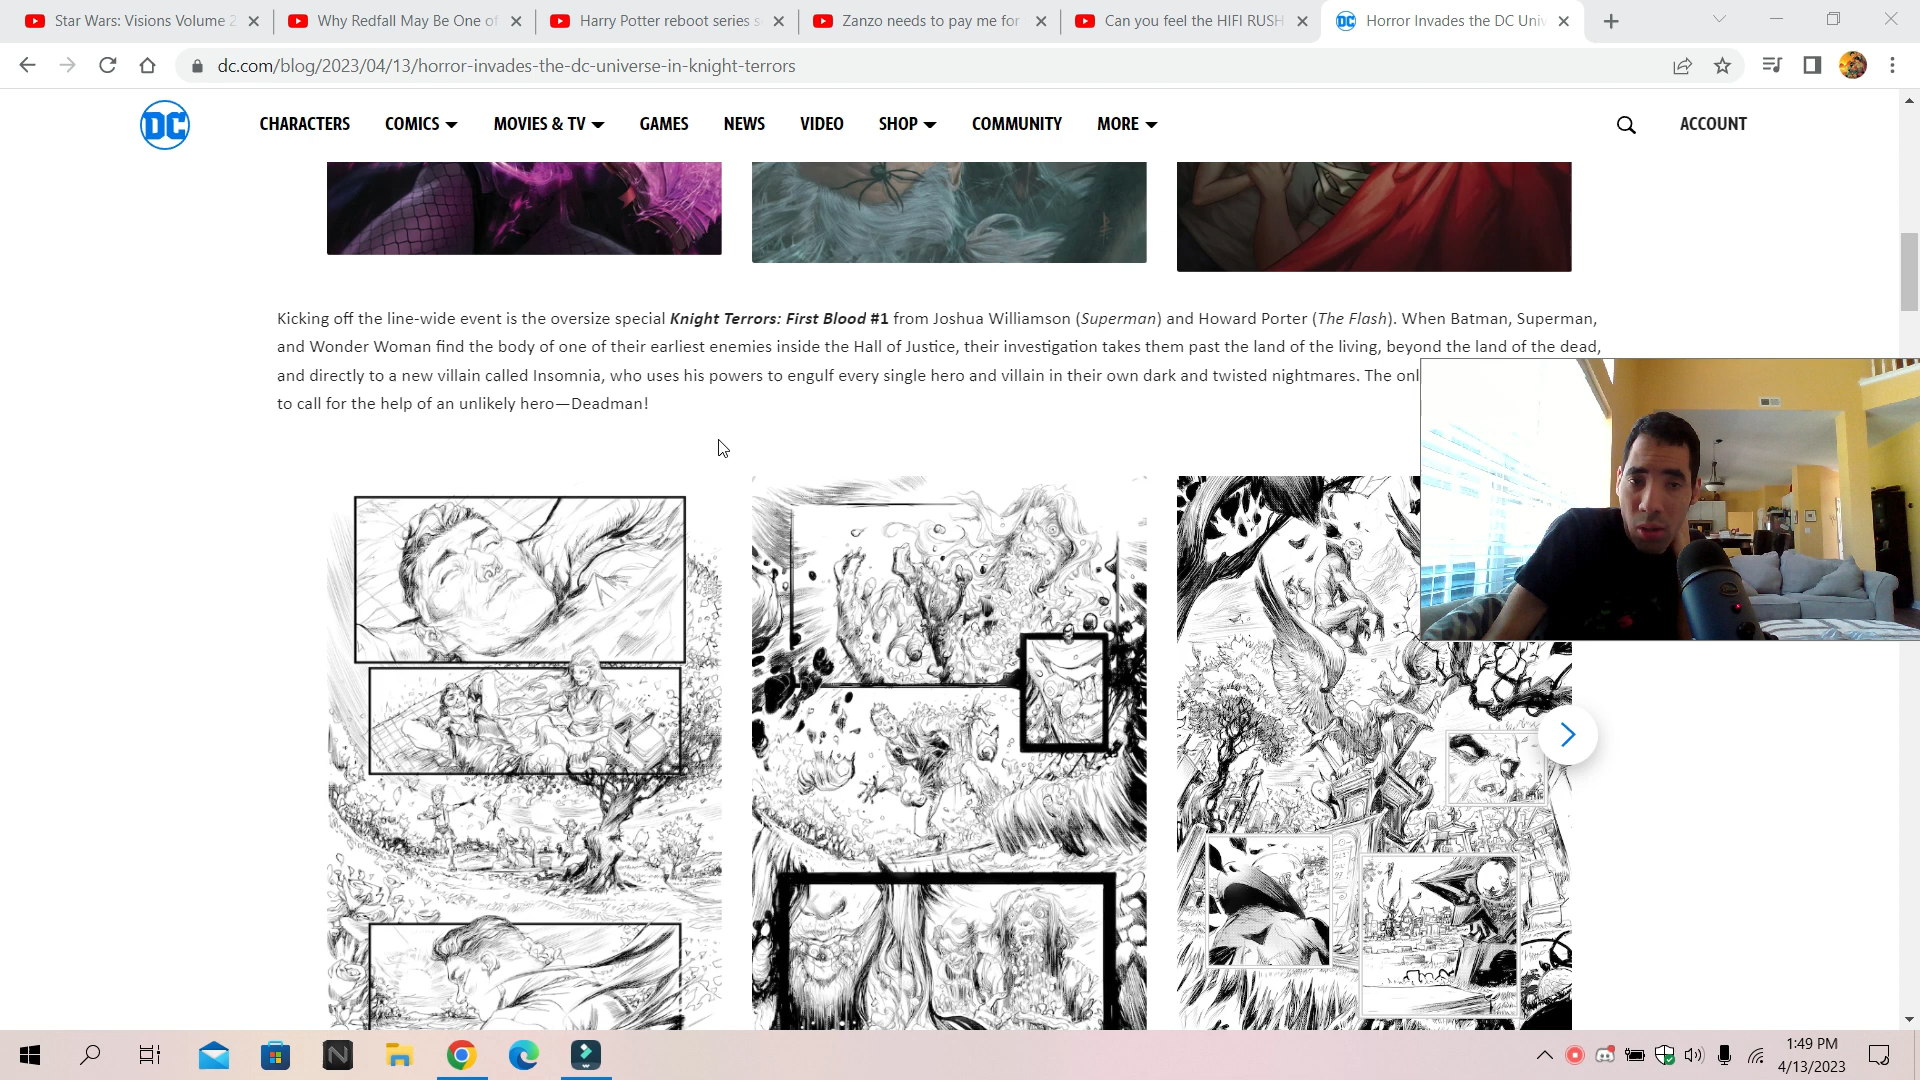 Star Wars: Visions Volume 2
Why Redfall May Be One of
Harry Potter reboot series s
Zanzo needs to pay me for
Can you feel the HIFI RUSH
Horror Invades the DC Univ
dc.com/blog/2023/04/13/horror-invades-the-dc-universe-in-knight-terrors
DC
CHARACTERS
COMICS
MOVIES & TV
GAMES
NEWS
VIDEO
SHOP
COMMUNITY
MORE
ACCOUNT
Kicking off the line-wide event is the oversize special Knight Terrors: First Blood #1 from Joshua Williamson (Superman) and Howard Porter (The Flash). When Batman, Superman,
and Wonder Woman find the body of one of their earliest enemies inside the Hall of Justice, their investigation takes them past the land of the living, beyond the land of the dead,
and directly to a new villain called Insomnia, who uses his powers to engulf every single hero and villain in their own dark and twisted nightmares. The onl
to call for the help of an unlikely hero—Deadman!
1:49 PM
4/13/2023